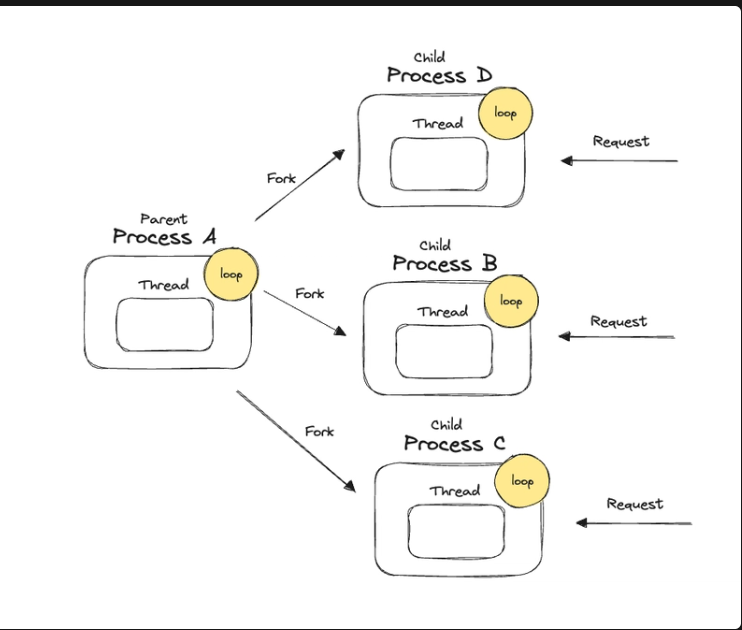 Child
Process D
loop
Thread
Request
Fork
Parent
Process A
loop
Thread
Fork
Child
Process B
loop
Thread
Request
Fork
Child
Process C
loop
Thread
Request